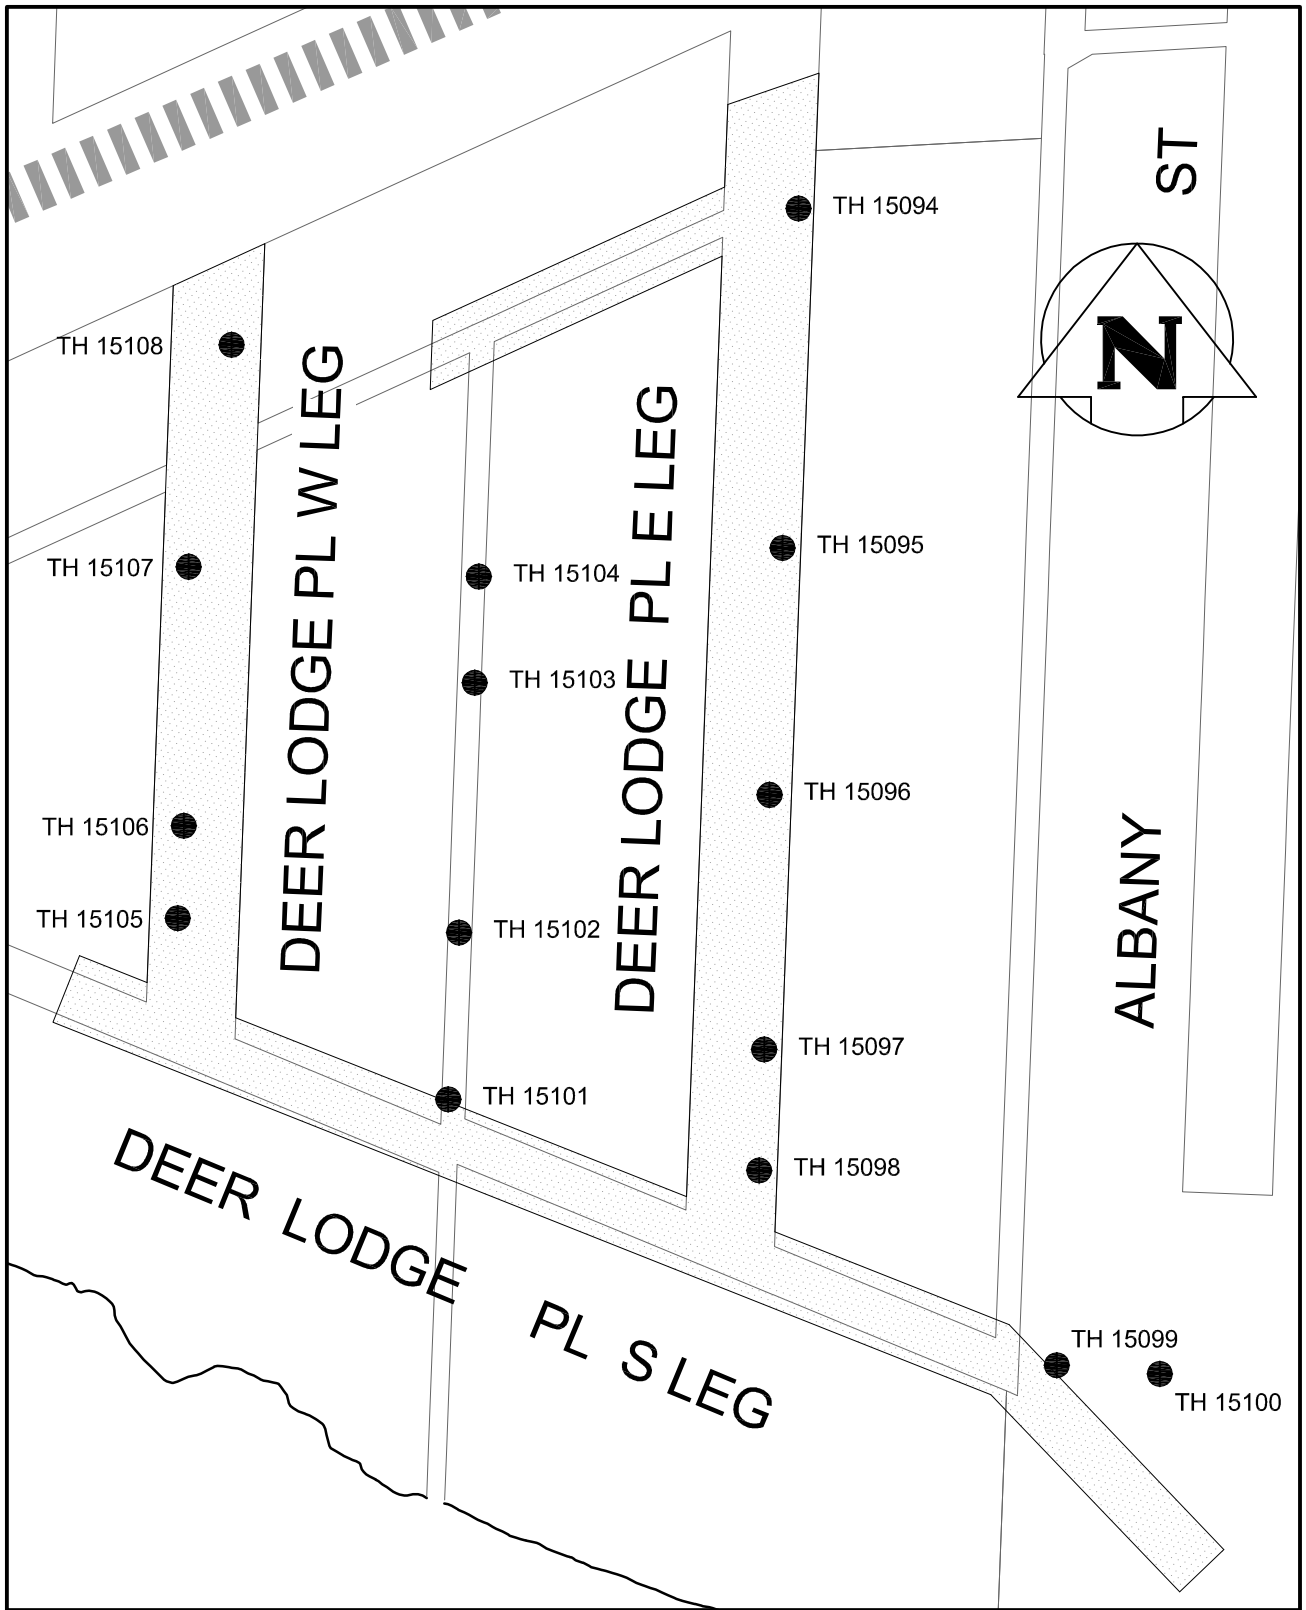 ST
TH 15094
N
TH 15108
DEER LODGE PL W LEG
DEER LODGE PL E LEG
TH 15095
TH 15107
TH 15104
TH 15103
TH 15096
TH 15106
ALBANY
TH 15105
TH 15102
TH 15097
TH 15101
TH 15098
DEER LODGE PL S LEG
TH 15099
TH 15100